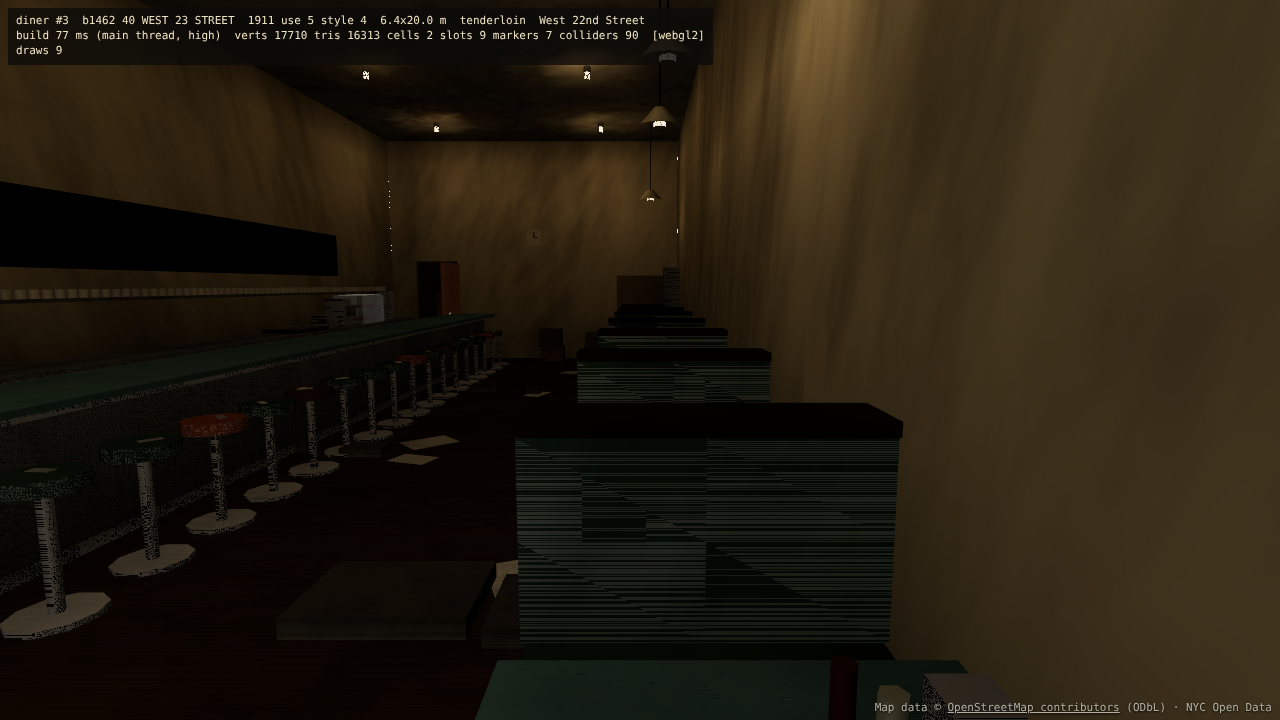 diner #3  b1462 40 WEST 23 STREET  1911 use 5 style 4  6.4x20.0 m  tenderloin  West 22nd Street
build 77 ms (main thread, high)  verts 17710 tris 16313 cells 2 slots 9 markers 7 colliders 90  [webgl2]
draws 9
Map data © OpenStreetMap contributors (ODbL) · NYC Open Data